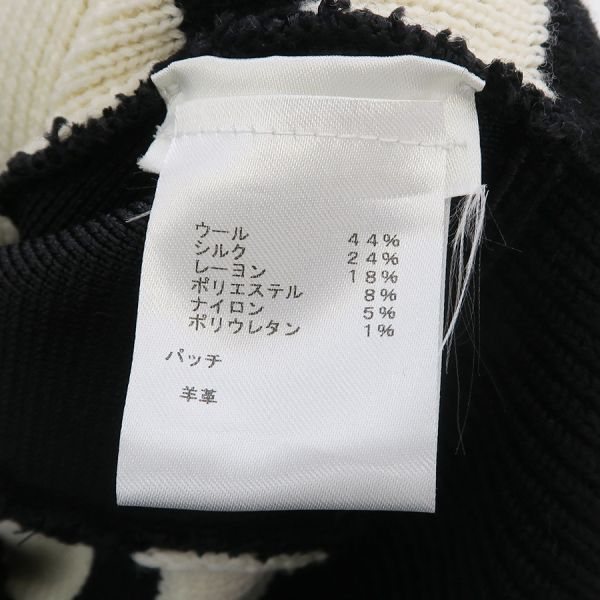 ウール 44%
シルク 24%
レーヨン 18%
ポリエステル 8%
ナイロン 5%
ポリウレタン 1%
パッチ
羊革